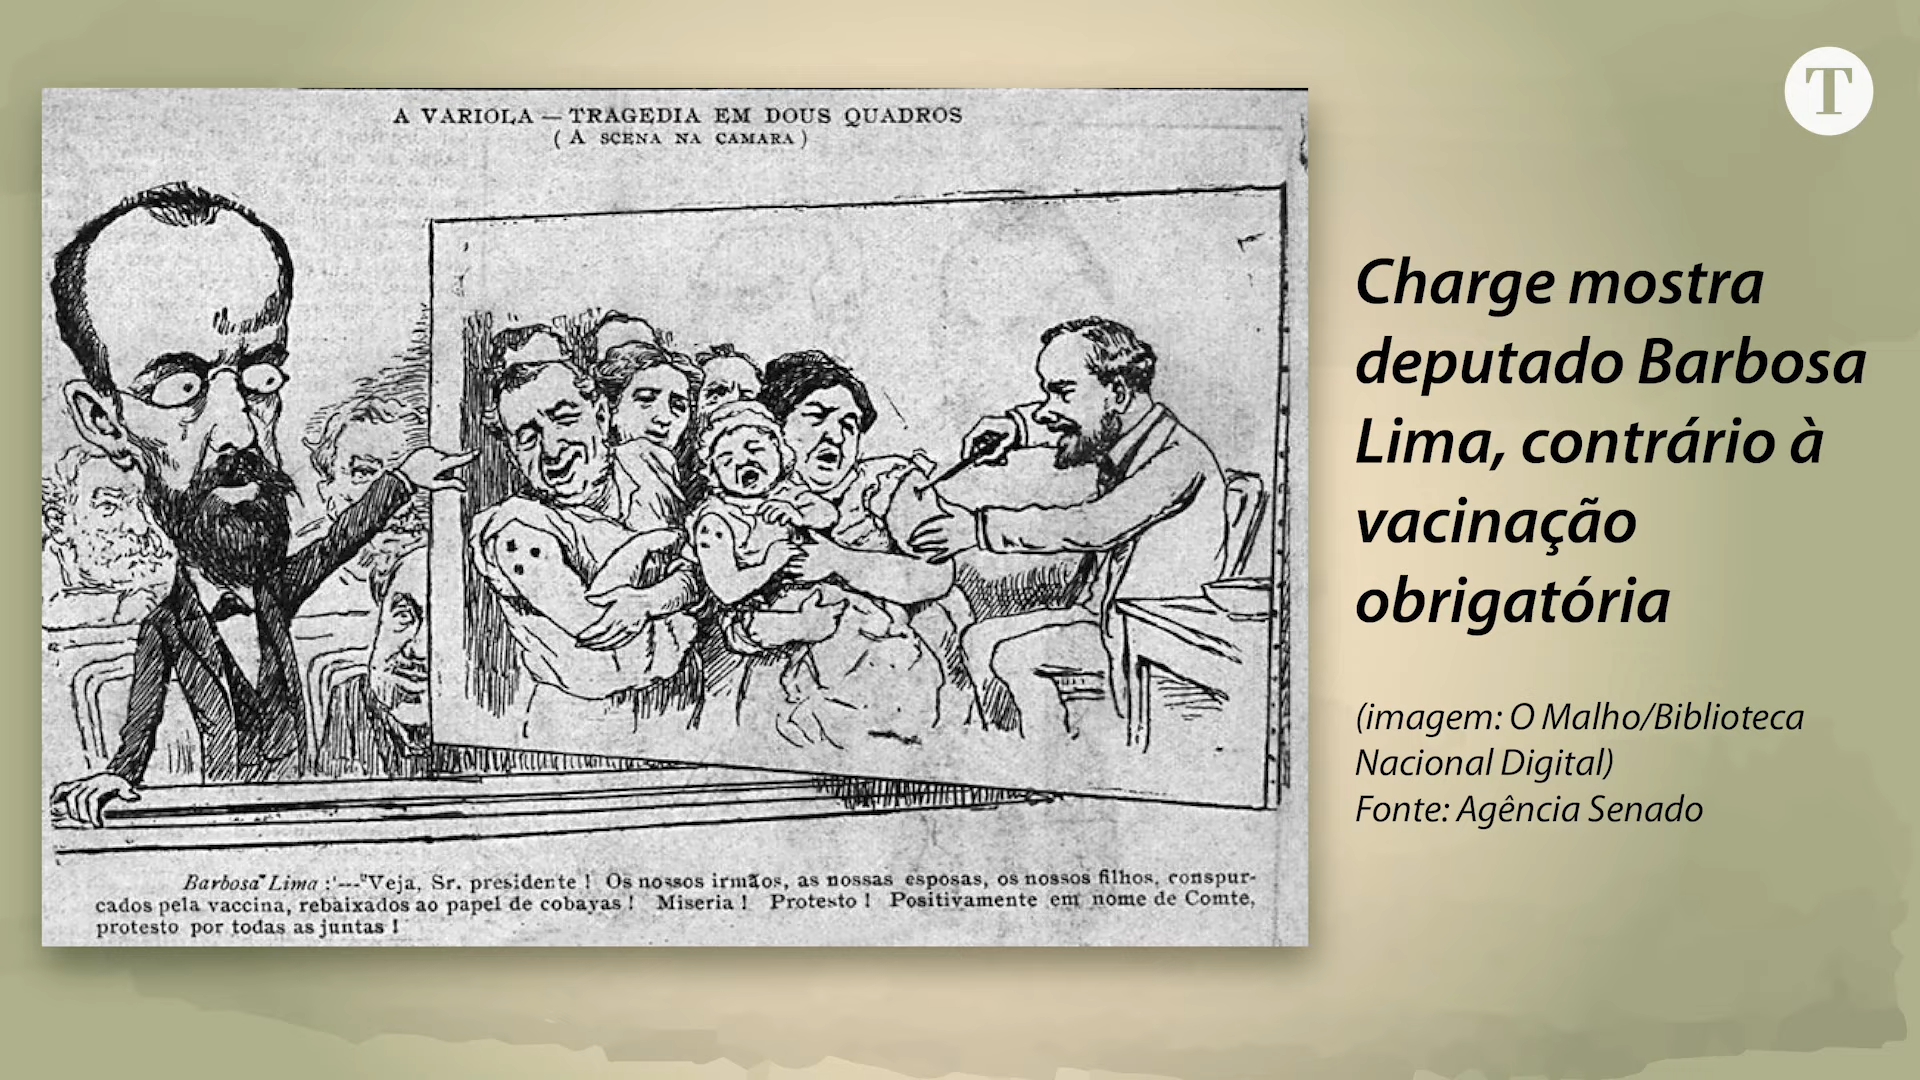 A VARIOLA — TRAGEDIA EM DOUS QUADROS
( A SCENA NA CAMARA )
Barbosa Lima :—"Veja, Sr. presidente ! Os nossos irmãos, as nossas esposas, os nossos filhos, conspur-
cados pela vaccina, rebaixados ao papel de cobayas ! Miseria ! Protesto ! Positivamente em nome de Comte,
protesto por todas as juntas !
T
Charge mostra
deputado Barbosa
Lima, contrário à
vacinação
obrigatória
(imagem: O Malho/Biblioteca
Nacional Digital)
Fonte: Agência Senado